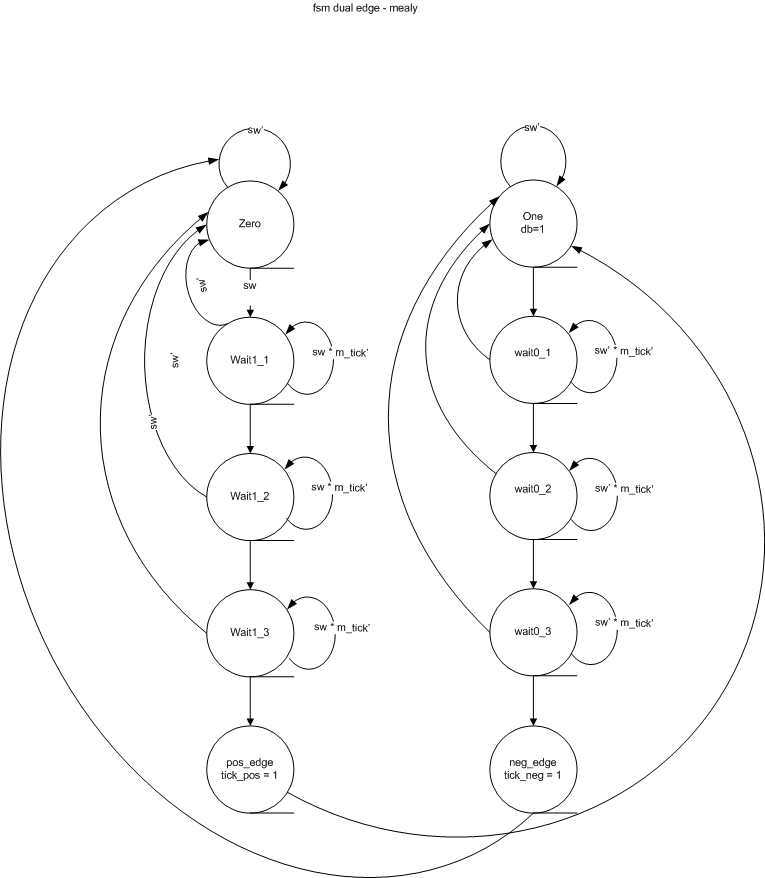 fsm dual edge - mealy
sw'
sw'
Zero
One
db=1
sw
sw'
Wait1_1
sw * m_tick'
wait0_1
sw' * m_tick'
sw'
sw'
Wait1_2
sw * m_tick'
wait0_2
sw' * m_tick'
Wait1_3
sw * m_tick'
wait0_3
sw' * m_tick'
pos_edge
tick_pos = 1
neg_edge
tick_neg = 1